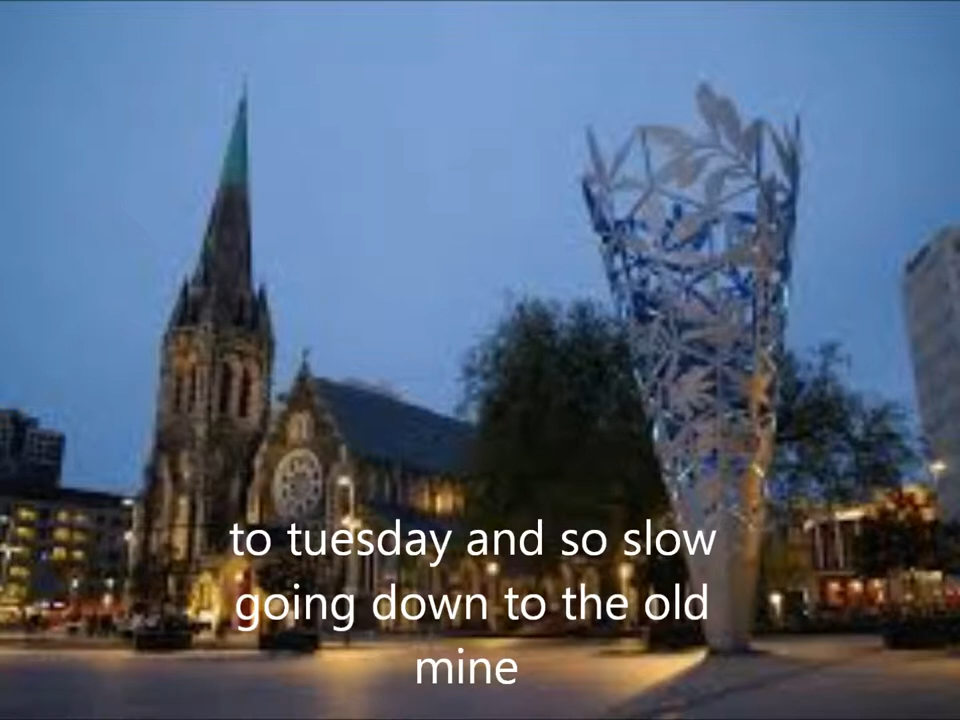 to tuesday and so slow
going down to the old
mine